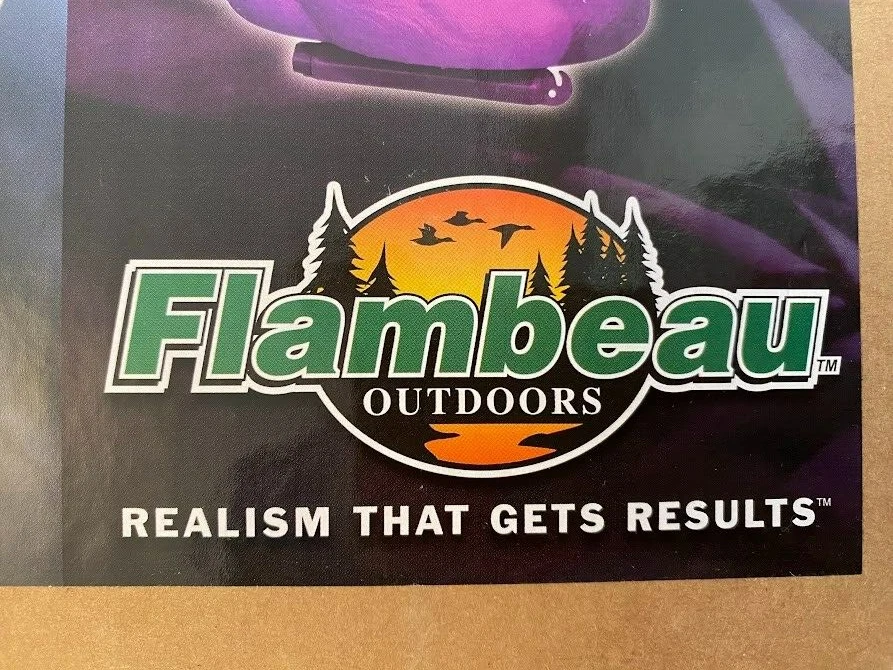 Flambeau™
OUTDOORS
REALISM THAT GETS RESULTS™